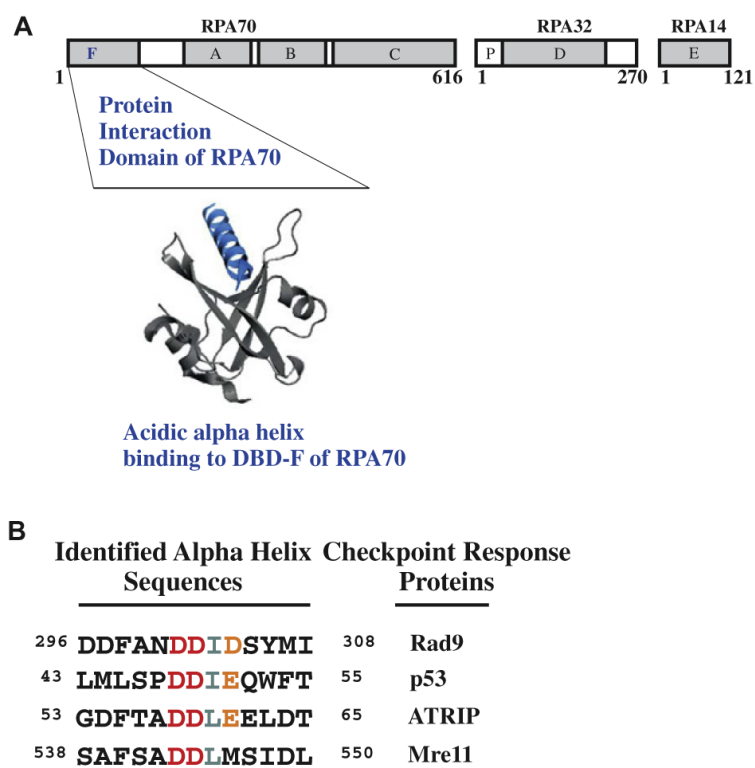 A
RPA70 RPA32 RPA14
F A B C P D E
1 616 1 270 1 121
Protein
Interaction
Domain of RPA70
Acidic alpha helix
binding to DBD-F of RPA70
B
Identified Alpha Helix Checkpoint Response
Sequences Proteins
296 DDFANDDIDSYMI 308 Rad9
43 LMLSPDDIEQWFT 55 p53
53 GDFTADDLEELDT 65 ATRIP
538 SAFSADDLMSIDL 550 Mre11